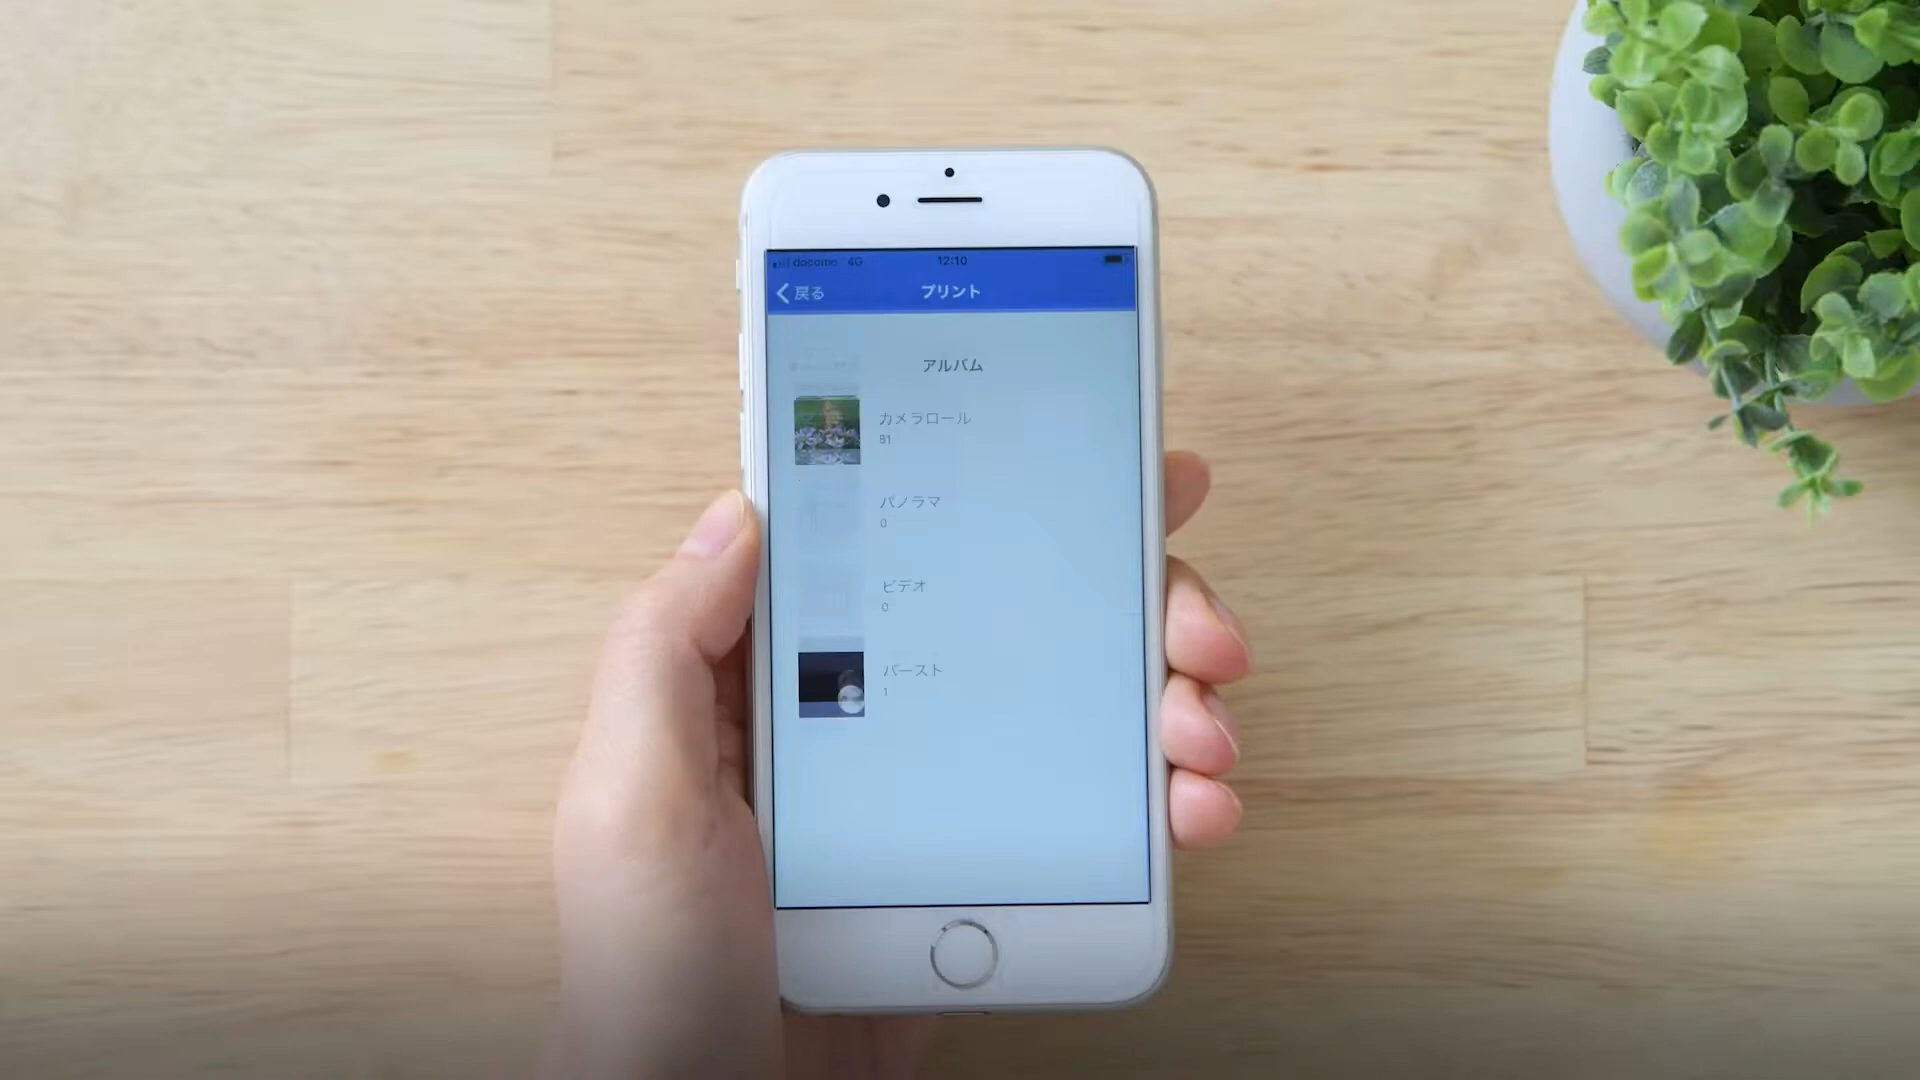 docomo 4G 12:10
戻る プリント
アルバム
カメラロール
81
パノラマ
0
ビデオ
0
バースト
1